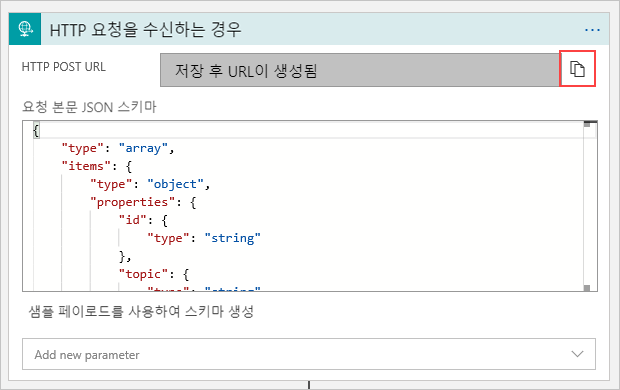 HTTP 요청을 수신하는 경우
HTTP POST URL
저장 후 URL이 생성됨
요청 본문 JSON 스키마
{
"type": "array",
"items": {
"type": "object",
"properties": {
"id": {
"type": "string"
},
"topic": {
"type": "string"
샘플 페이로드를 사용하여 스키마 생성
Add new parameter